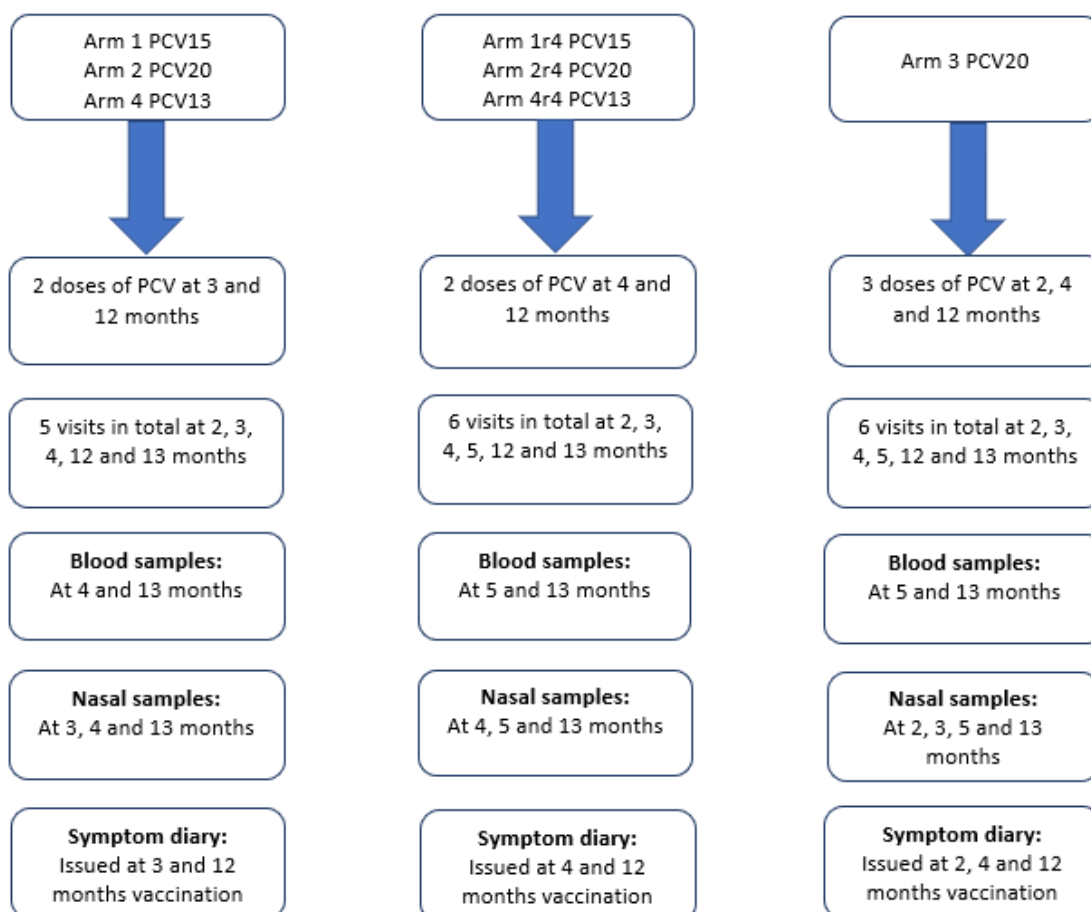 Arm 1 PCV15
Arm 2 PCV20
Arm 4 PCV13
2 doses of PCV at 3 and
12 months
5 visits in total at 2, 3,
4, 12 and 13 months
Blood samples:
At 4 and 13 months
Nasal samples:
At 3, 4 and 13 months
Symptom diary:
Issued at 3 and 12
months vaccination
Arm 1r4 PCV15
Arm 2r4 PCV20
Arm 4r4 PCV13
2 doses of PCV at 4 and
12 months
6 visits in total at 2, 3,
4, 5, 12 and 13 months
Blood samples:
At 5 and 13 months
Nasal samples:
At 4, 5 and 13 months
Symptom diary:
Issued at 4 and 12
months vaccination
Arm 3 PCV20
3 doses of PCV at 2, 4
and 12 months
6 visits in total at 2, 3,
4, 5, 12 and 13 months
Blood samples:
At 5 and 13 months
Nasal samples:
At 2, 3, 5 and 13
months
Symptom diary:
Issued at 2, 4 and 12
months vaccination